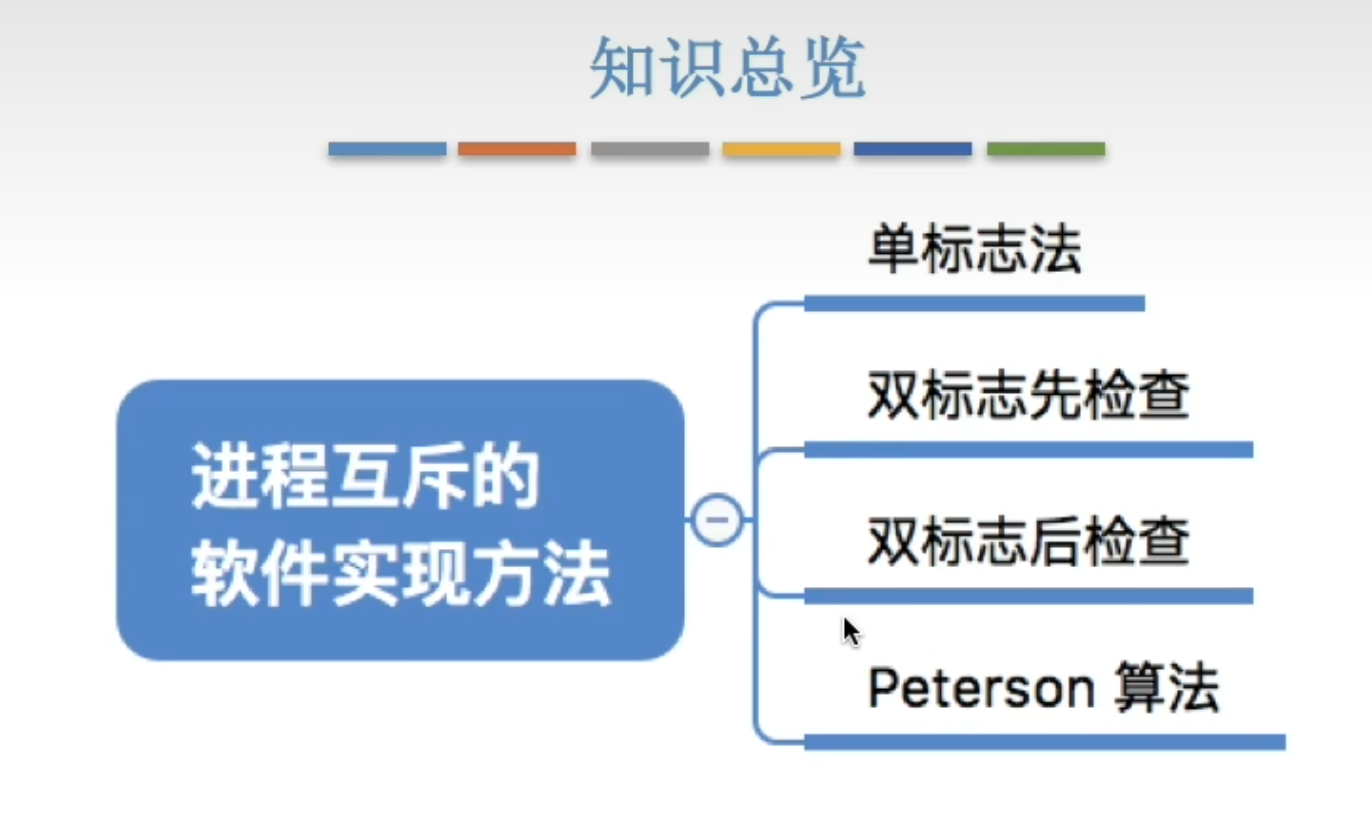 知识总览
单标志法
双标志先检查
进程互斥的
软件实现方法
双标志后检查
Peterson 算法